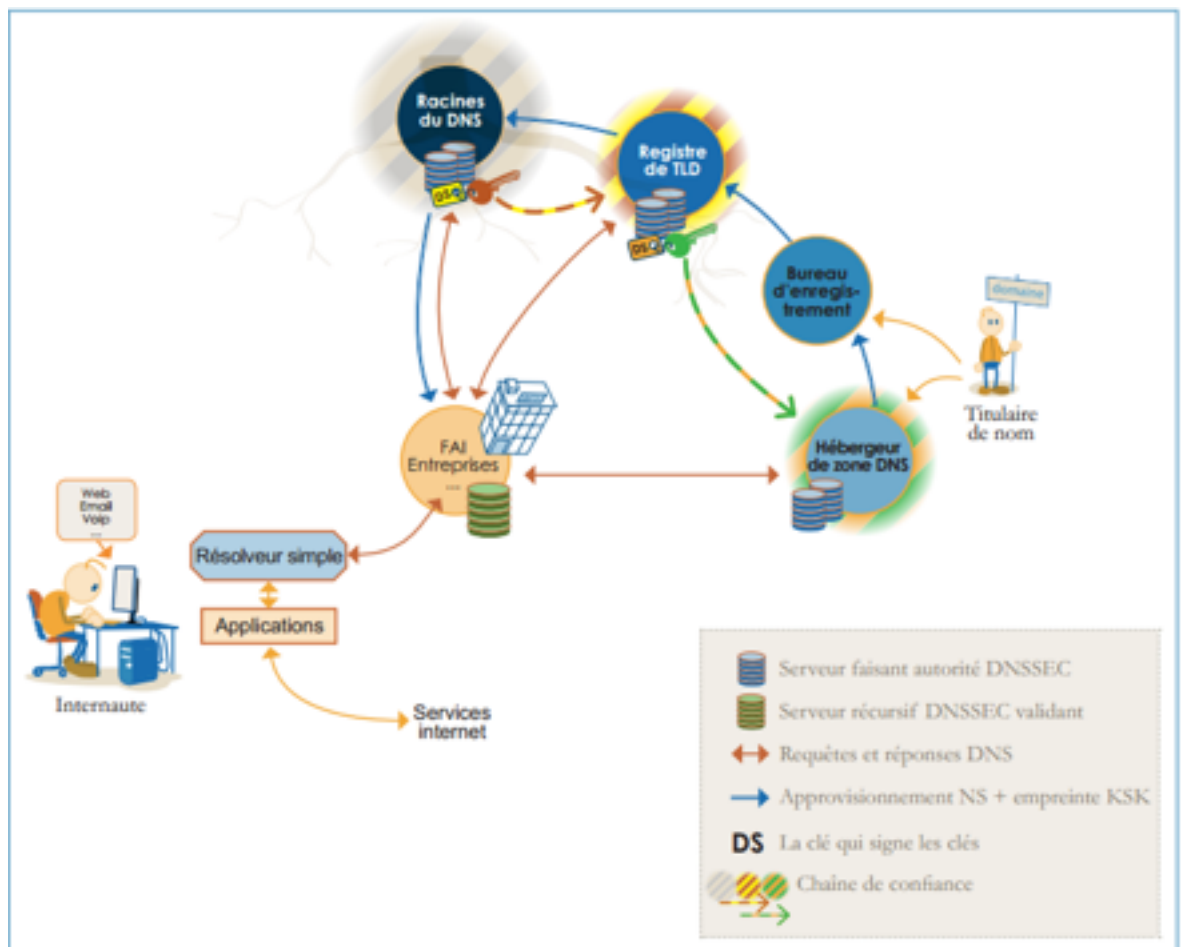 Racines
du DNS
Registre
de TLD
DS
DS
Bureau
d'enregis-
trement
domaine
Titulaire
de nom
Hébergeur
de zone DNS
FAI
Entreprises
...
Web
Email
Voip
...
Résolveur simple
Applications
Internaute
Services
internet
Serveur faisant autorité DNSSEC
Serveur récursif DNSSEC validant
Requêtes et réponses DNS
Approvisionnement NS + empreinte KSK
DS La clé qui signe les clés
Chaîne de confiance